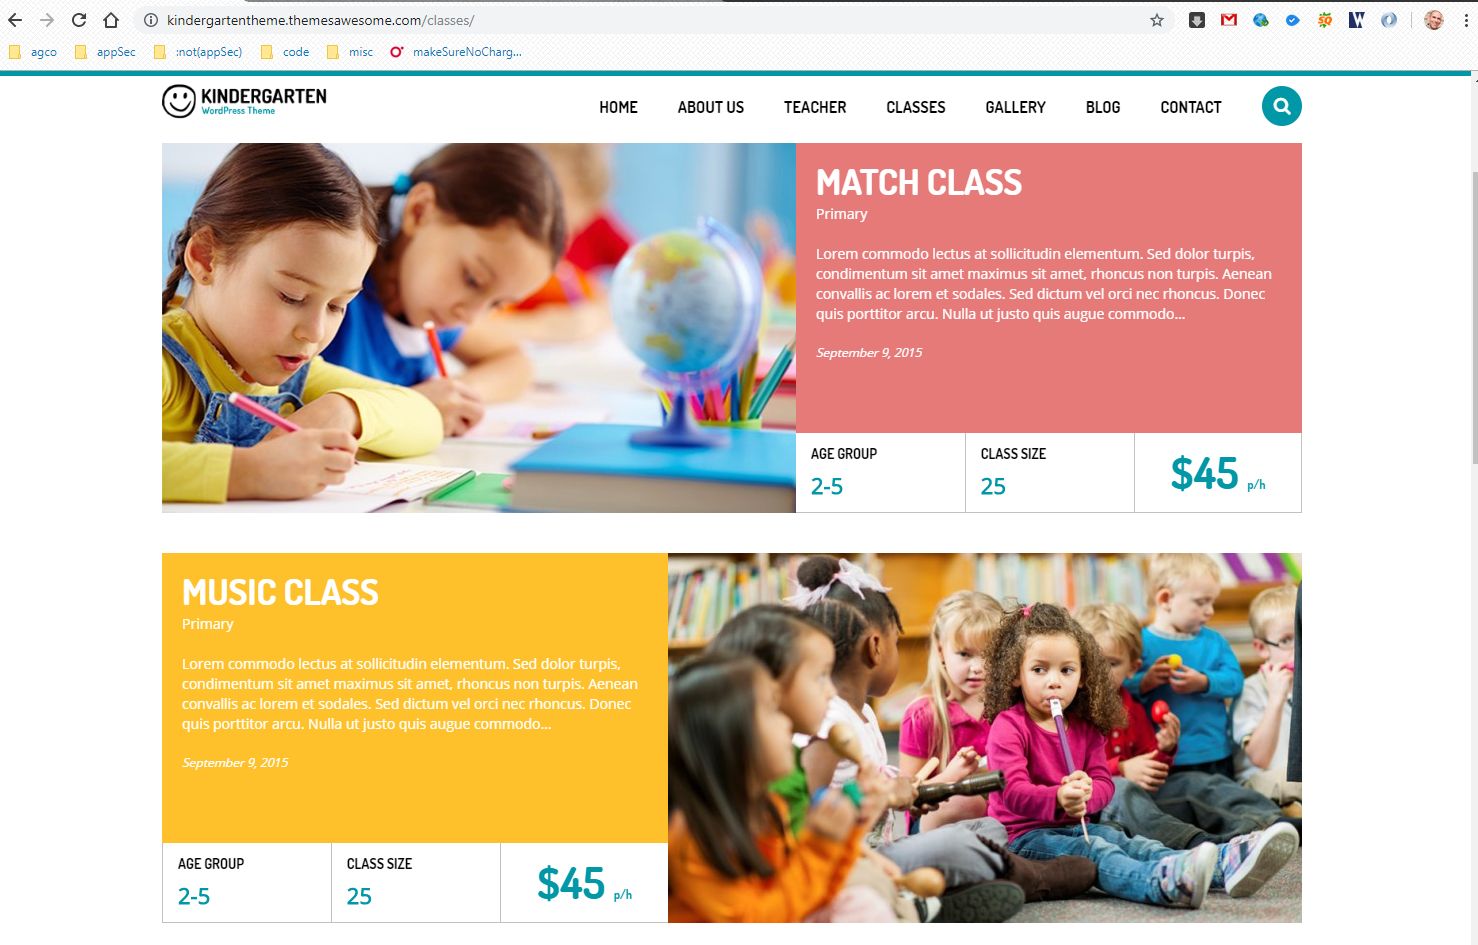 kindergartentheme.themesawesome.com/classes/
agco appSec :not(appSec) code misc makeSureNoCharg...
KINDERGARTEN
WordPress Theme
HOME ABOUT US TEACHER CLASSES GALLERY BLOG CONTACT
MATCH CLASS
Primary
Lorem commodo lectus at sollicitudin elementum. Sed dolor turpis,
condimentum sit amet maximus sit amet, rhoncus non turpis. Aenean
convallis ac lorem et sodales. Sed dictum vel orci nec rhoncus. Donec
quis porttitor arcu. Nulla ut justo quis augue commodo...
September 9, 2015
AGE GROUP CLASS SIZE
2-5 25 $45 p/h
MUSIC CLASS
Primary
Lorem commodo lectus at sollicitudin elementum. Sed dolor turpis,
condimentum sit amet maximus sit amet, rhoncus non turpis. Aenean
convallis ac lorem et sodales. Sed dictum vel orci nec rhoncus. Donec
quis porttitor arcu. Nulla ut justo quis augue commodo...
September 9, 2015
AGE GROUP CLASS SIZE
2-5 25 $45 p/h